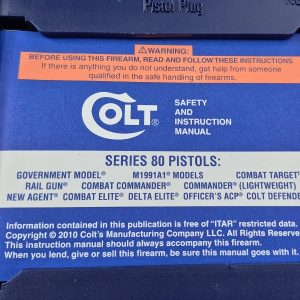 Pistol Plug
⚠WARNING:
BEFORE USING THIS FIREARM, READ AND FOLLOW THESE INSTRUCTIONS
If there is anything you do not understand, get help from someone
qualified in the safe handling of firearms.
COLT
SAFETY
AND
INSTRUCTION
MANUAL
SERIES 80 PISTOLS:
GOVERNMENT MODEL® M1991A1® MODELS COMBAT TARGET
RAIL GUN® COMBAT COMMANDER® COMMANDER® (LIGHTWEIGHT)
NEW AGENT® COMBAT ELITE® DELTA ELITE® OFFICER'S ACP® COLT DEFENDE
Information contained in this publication is free of "ITAR" restricted data.
Copyright © 2010 Colt's Manufacturing Company LLC. All Rights Reserve
This instruction manual should always accompany this firearm.
When you lend, give or sell this firearm, be sure this manual goes with it.